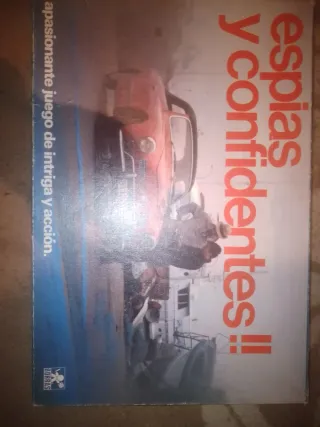 espias
y confidentes!!
apasionante juego de intriga y acción.